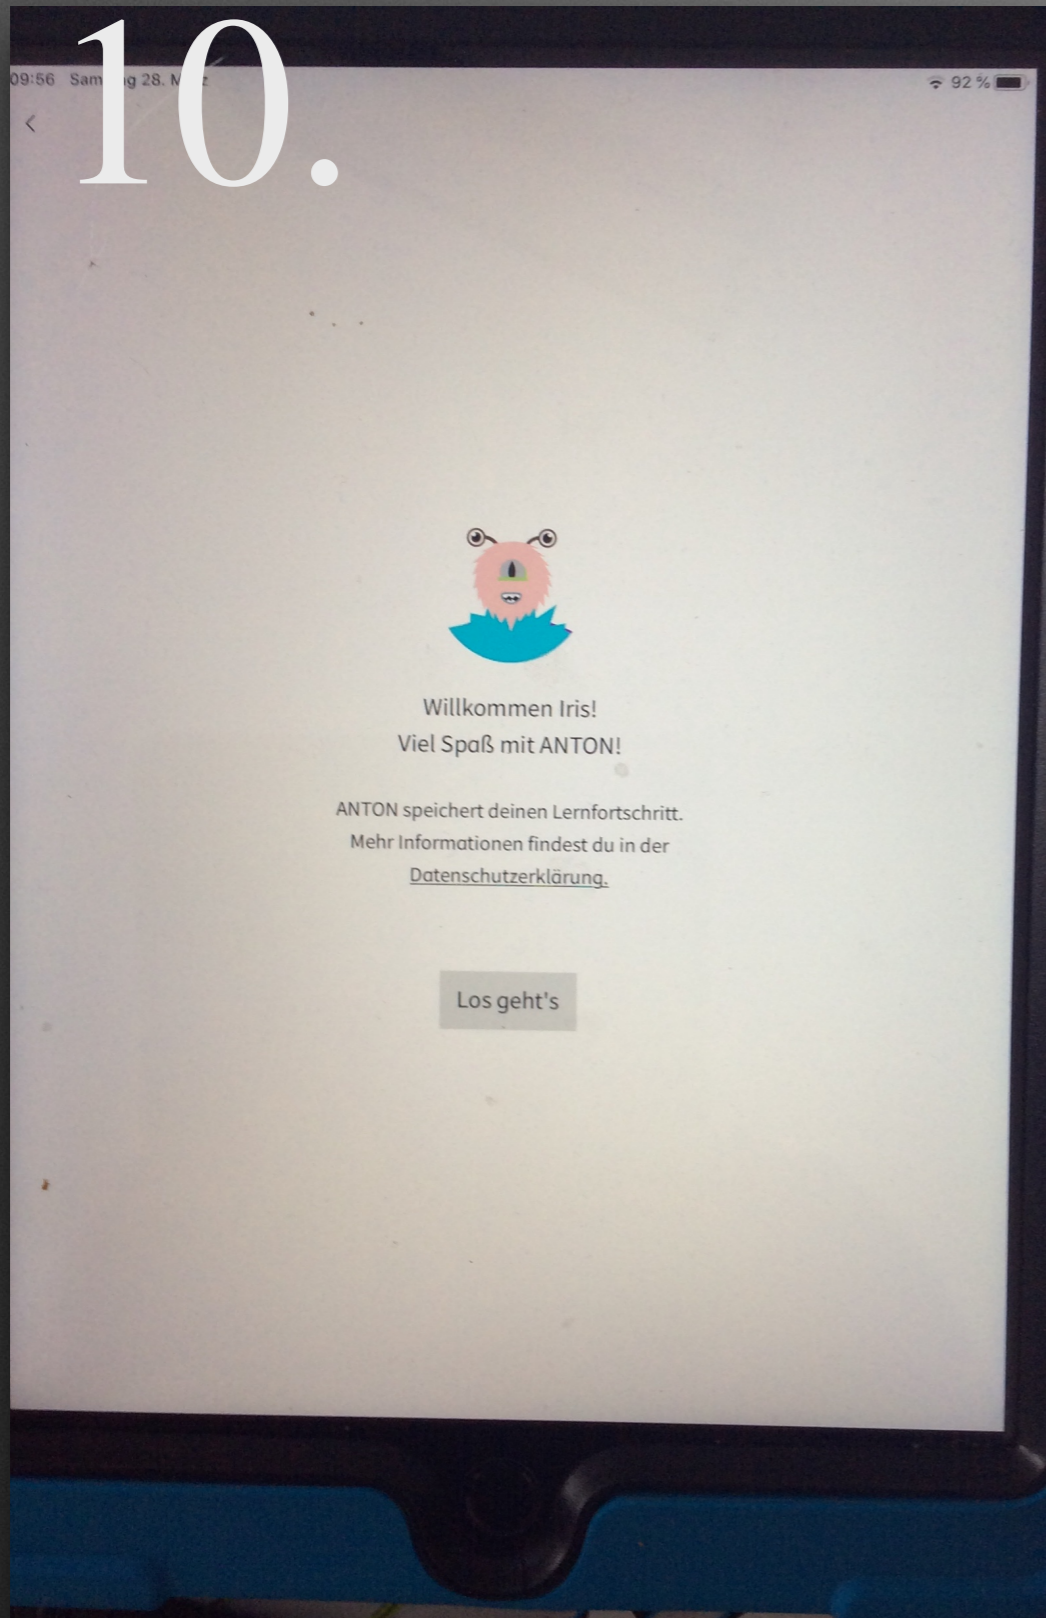 10.
09:56 28.
92 %
Willkommen Iris!
Viel Spaß mit ANTON!
ANTON speichert deinen Lernfortschritt.
Mehr Informationen findest du in der
Datenschutzerklärung.
Los geht's